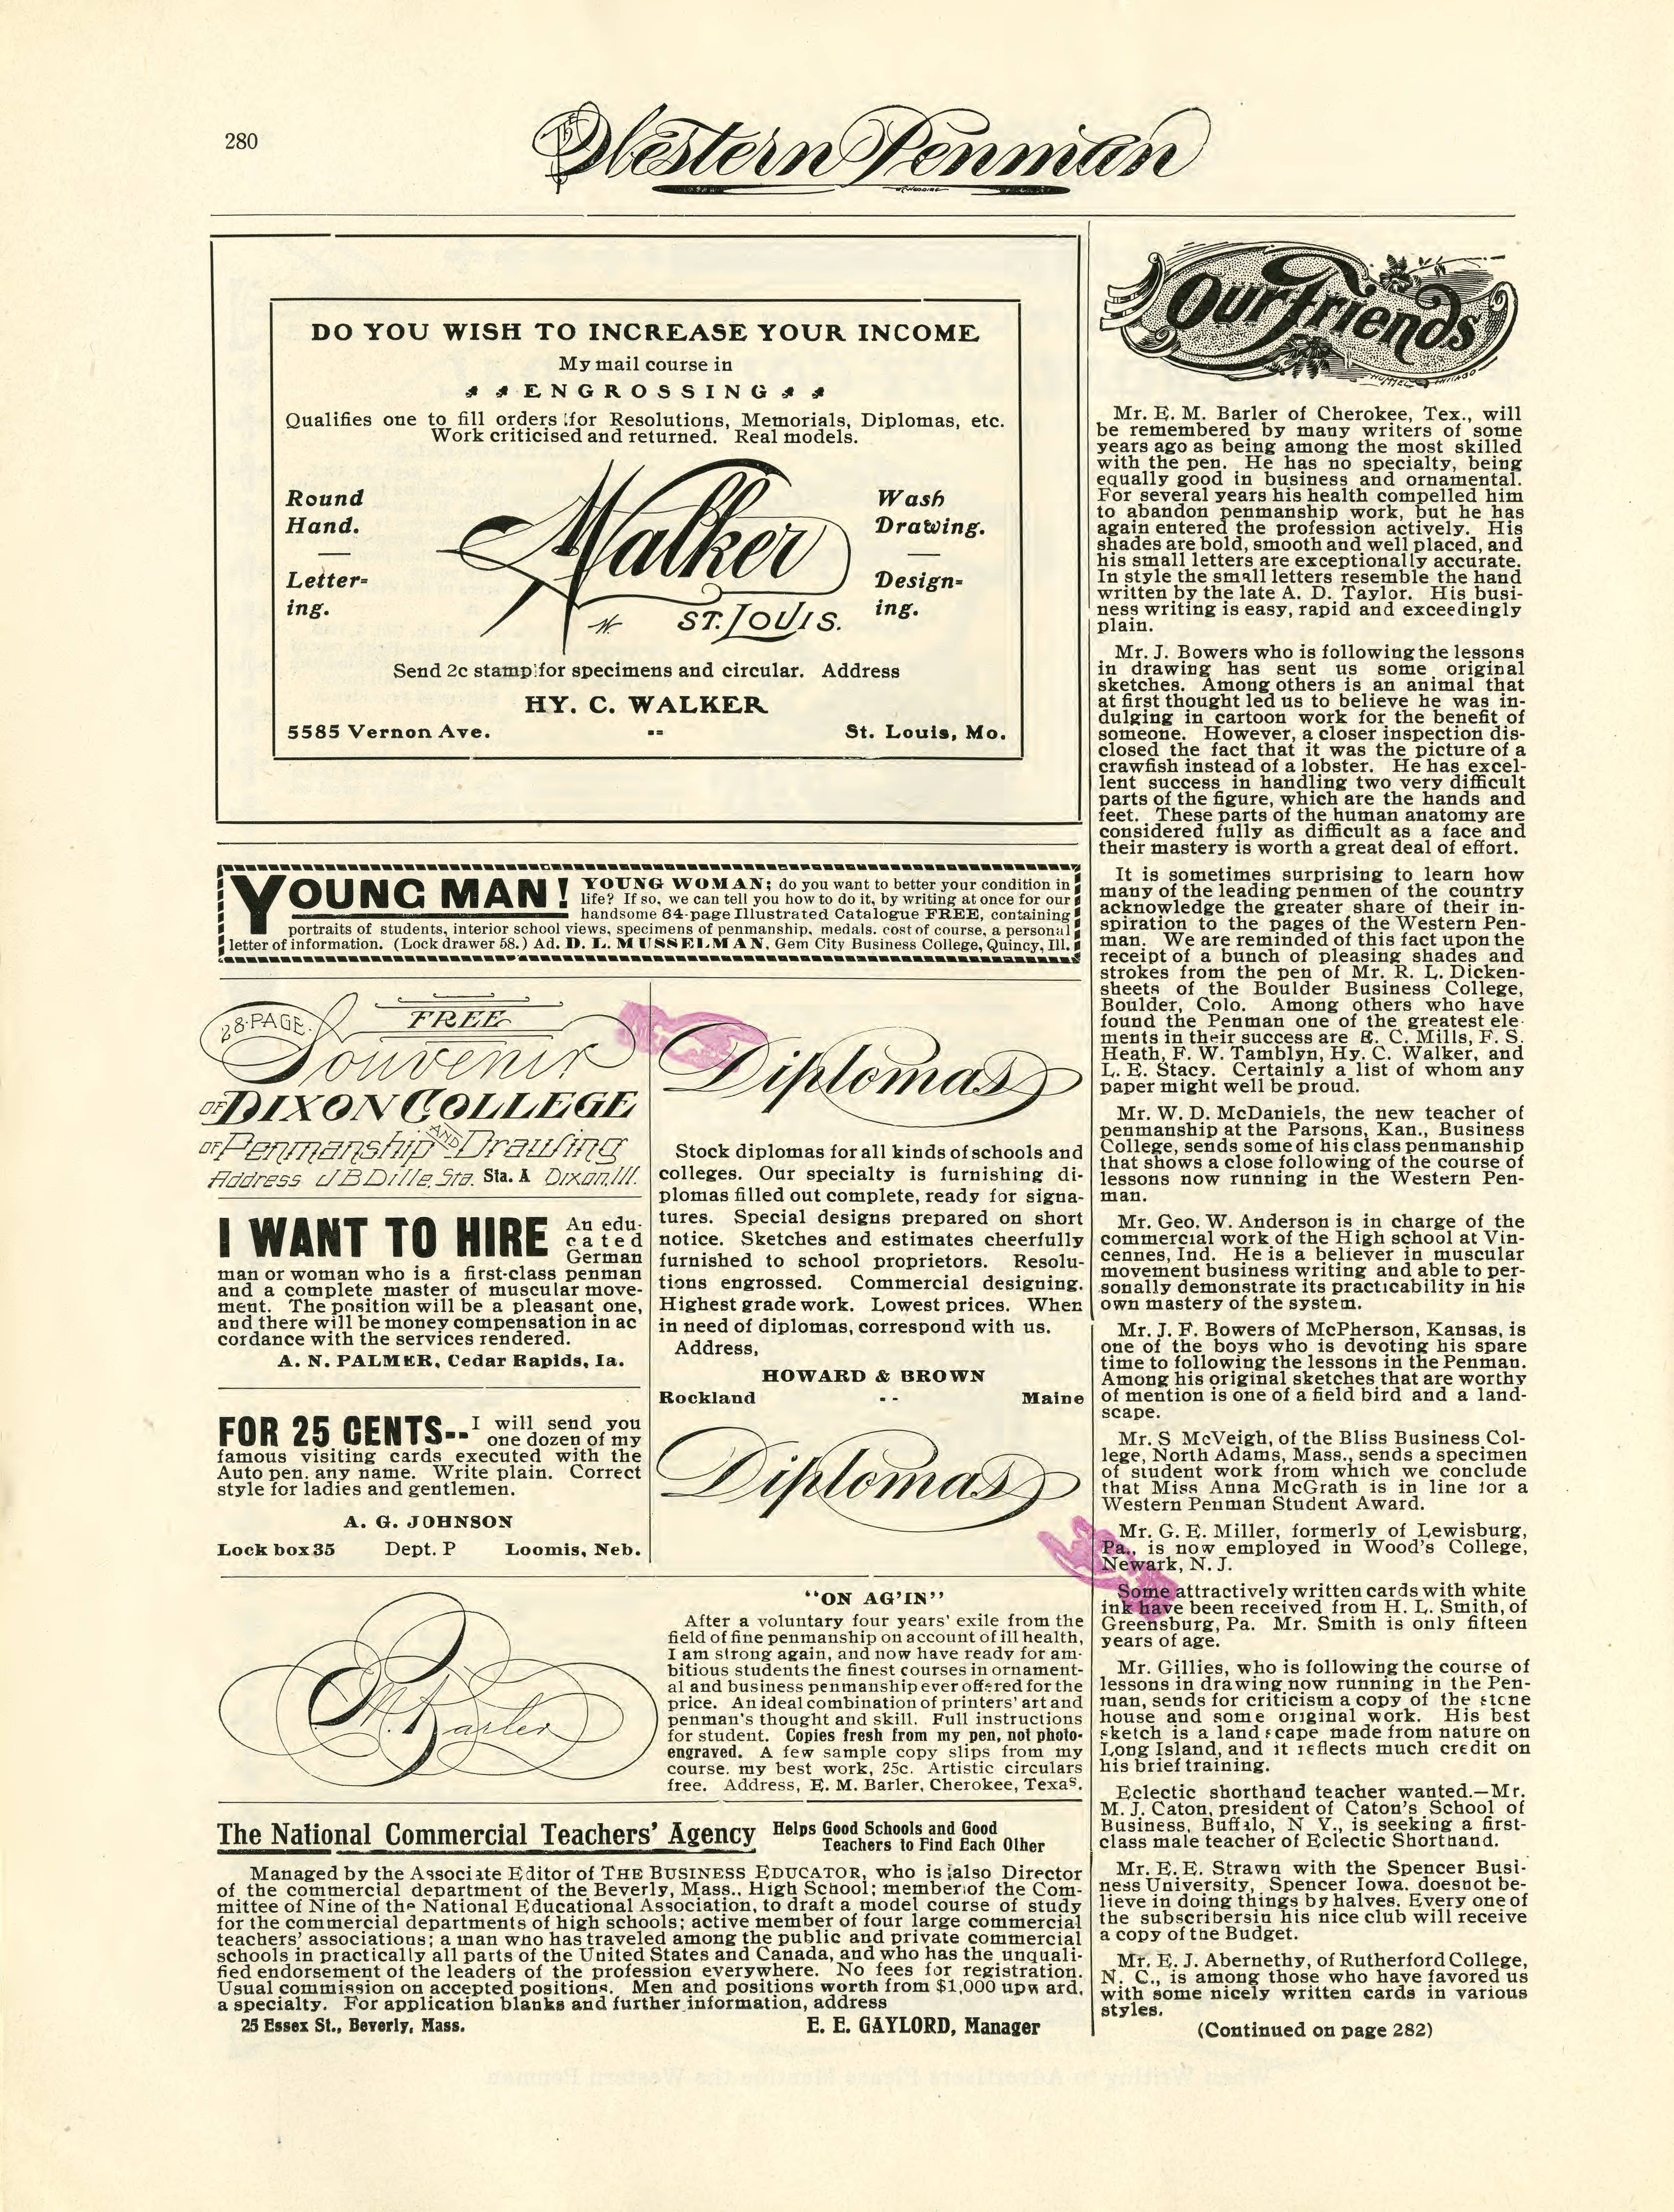 280
The Western Penman
DO YOU WISH TO INCREASE YOUR INCOME
My mail course in
ENGROSSING
Qualifies one to fill orders for Resolutions, Memorials, Diplomas, etc.
Work criticised and returned. Real models.
Round
Hand.
Letter=
ing.
Walker
ST. LOUIS.
Wash
Drawing.
Design=
ing.
Send 2c stamp for specimens and circular. Address
HY. C. WALKER
5585 Vernon Ave. -- St. Louis, Mo.
YOUNG MAN! YOUNG WOMAN; do you want to better your condition in
life? If so, we can tell you how to do it, by writing at once for our
handsome 64-page Illustrated Catalogue FREE, containing
portraits of students, interior school views, specimens of penmanship, medals. cost of course, a personal
letter of information. (Lock drawer 58.) Ad. D. L. MUSSELMAN, Gem City Business College, Quincy, Ill.
28-PAGE. FREE
Souvenir
OF DIXON COLLEGE
OF Penmanship AND Drawing
Address J B Dille, Sta. Sta. A Dixon, Ill.
I WANT TO HIRE An edu-
cated
German
man or woman who is a first-class penman
and a complete master of muscular move-
ment. The position will be a pleasant one,
and there will be money compensation in ac
cordance with the services rendered.
A. N. PALMER, Cedar Rapids, Ia.
FOR 25 CENTS-- I will send you
one dozen of my
famous visiting cards executed with the
Auto pen. any name. Write plain. Correct
style for ladies and gentlemen.
A. G. JOHNSON
Lock box 35 Dept. P Loomis, Neb.
Diplomas
Stock diplomas for all kinds of schools and
colleges. Our specialty is furnishing di-
plomas filled out complete, ready for signa-
tures. Special designs prepared on short
notice. Sketches and estimates cheerfully
furnished to school proprietors. Resolu-
tions engrossed. Commercial designing.
Highest grade work. Lowest prices. When
in need of diplomas, correspond with us.
Address,
HOWARD & BROWN
Rockland -- Maine
Diplomas
E. M. Barler
"ON AG'IN"
After a voluntary four years' exile from the
field of fine penmanship on account of ill health,
I am strong again, and now have ready for am-
bitious students the finest courses in ornament-
al and business penmanship ever offered for the
price. An ideal combination of printers' art and
penman's thought and skill. Full instructions
for student. Copies fresh from my pen, not photo-
engraved. A few sample copy slips from my
course. my best work, 25c. Artistic circulars
free. Address, E. M. Barler, Cherokee, Texas.
The National Commercial Teachers' Agency Helps Good Schools and Good
Teachers to Find Each Other
Managed by the Associate Editor of THE BUSINESS EDUCATOR, who is also Director
of the commercial department of the Beverly, Mass., High School; member of the Com-
mittee of Nine of the National Educational Association, to draft a model course of study
for the commercial departments of high schools; active member of four large commercial
teachers' associations; a man who has traveled among the public and private commercial
schools in practically all parts of the United States and Canada, and who has the unquali-
fied endorsement of the leaders of the profession everywhere. No fees for registration.
Usual commission on accepted positions. Men and positions worth from $1,000 upward,
a specialty. For application blanks and further information, address
25 Essex St., Beverly, Mass. E. E. GAYLORD, Manager
Our Friends
HUMMEL CHICAGO
Mr. E. M. Barler of Cherokee, Tex., will
be remembered by many writers of some
years ago as being among the most skilled
with the pen. He has no specialty, being
equally good in business and ornamental.
For several years his health compelled him
to abandon penmanship work, but he has
again entered the profession actively. His
shades are bold, smooth and well placed, and
his small letters are exceptionally accurate.
In style the small letters resemble the hand
written by the late A. D. Taylor. His busi-
ness writing is easy, rapid and exceedingly
plain.
Mr. J. Bowers who is following the lessons
in drawing has sent us some original
sketches. Among others is an animal that
at first thought led us to believe he was in-
dulging in cartoon work for the benefit of
someone. However, a closer inspection dis-
closed the fact that it was the picture of a
crawfish instead of a lobster. He has excel-
lent success in handling two very difficult
parts of the figure, which are the hands and
feet. These parts of the human anatomy are
considered fully as difficult as a face and
their mastery is worth a great deal of effort.
It is sometimes surprising to learn how
many of the leading penmen of the country
acknowledge the greater share of their in-
spiration to the pages of the Western Pen-
man. We are reminded of this fact upon the
receipt of a bunch of pleasing shades and
strokes from the pen of Mr. R. L. Dicken-
sheets of the Boulder Business College,
Boulder, Colo. Among others who have
found the Penman one of the greatest ele-
ments in their success are E. C. Mills, F. S.
Heath, F. W. Tamblyn, Hy. C. Walker, and
L. E. Stacy. Certainly a list of whom any
paper might well be proud.
Mr. W. D. McDaniels, the new teacher of
penmanship at the Parsons, Kan., Business
College, sends some of his class penmanship
that shows a close following of the course of
lessons now running in the Western Pen-
man.
Mr. Geo. W. Anderson is in charge of the
commercial work of the High school at Vin-
cennes, Ind. He is a believer in muscular
movement business writing and able to per-
sonally demonstrate its practicability in his
own mastery of the system.
Mr. J. F. Bowers of McPherson, Kansas, is
one of the boys who is devoting his spare
time to following the lessons in the Penman.
Among his original sketches that are worthy
of mention is one of a field bird and a land-
scape.
Mr. S McVeigh, of the Bliss Business Col-
lege, North Adams, Mass., sends a specimen
of student work from which we conclude
that Miss Anna McGrath is in line for a
Western Penman Student Award.
Mr. G. E. Miller, formerly of Lewisburg,
Pa., is now employed in Wood's College,
Newark, N. J.
Some attractively written cards with white
ink have been received from H. L. Smith, of
Greensburg, Pa. Mr. Smith is only fifteen
years of age.
Mr. Gillies, who is following the course of
lessons in drawing now running in the Pen-
man, sends for criticism a copy of the stone
house and some original work. His best
sketch is a landscape made from nature on
Long Island, and it reflects much credit on
his brief training.
Eclectic shorthand teacher wanted.—Mr.
M. J. Caton, president of Caton's School of
Business, Buffalo, N Y., is seeking a first-
class male teacher of Eclectic Shorthand.
Mr. E. E. Strawn with the Spencer Busi-
ness University, Spencer Iowa. does not be-
lieve in doing things by halves. Every one of
the subscribers in his nice club will receive
a copy of the Budget.
Mr. E. J. Abernethy, of Rutherford College,
N. C., is among those who have favored us
with some nicely written cards in various
styles.
(Continued on page 282)